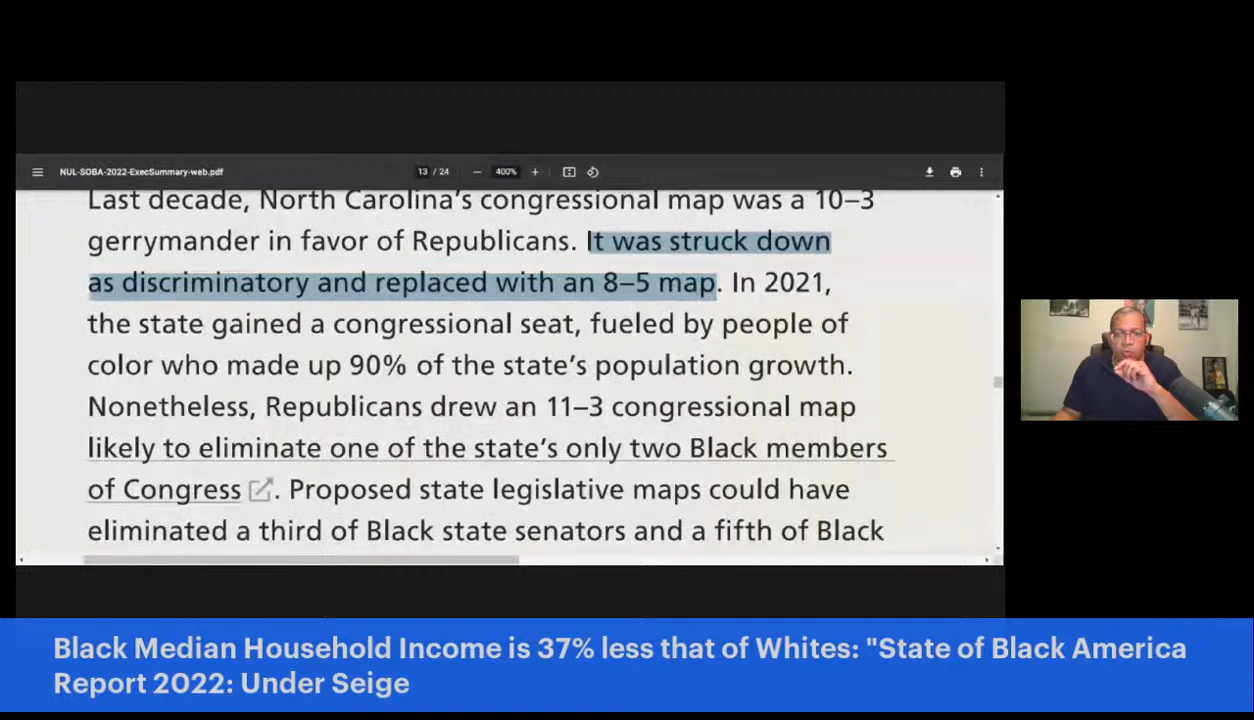 NUL-SOBA-2022-ExecSummary-web.pdf
13 / 24
400%
Last decade, North Carolina's congressional map was a 10–3
gerrymander in favor of Republicans. It was struck down
as discriminatory and replaced with an 8–5 map. In 2021,
the state gained a congressional seat, fueled by people of
color who made up 90% of the state's population growth.
Nonetheless, Republicans drew an 11–3 congressional map
likely to eliminate one of the state's only two Black members
of Congress. Proposed state legislative maps could have
eliminated a third of Black state senators and a fifth of Black
Black Median Household Income is 37% less that of Whites: "State of Black America
Report 2022: Under Seige